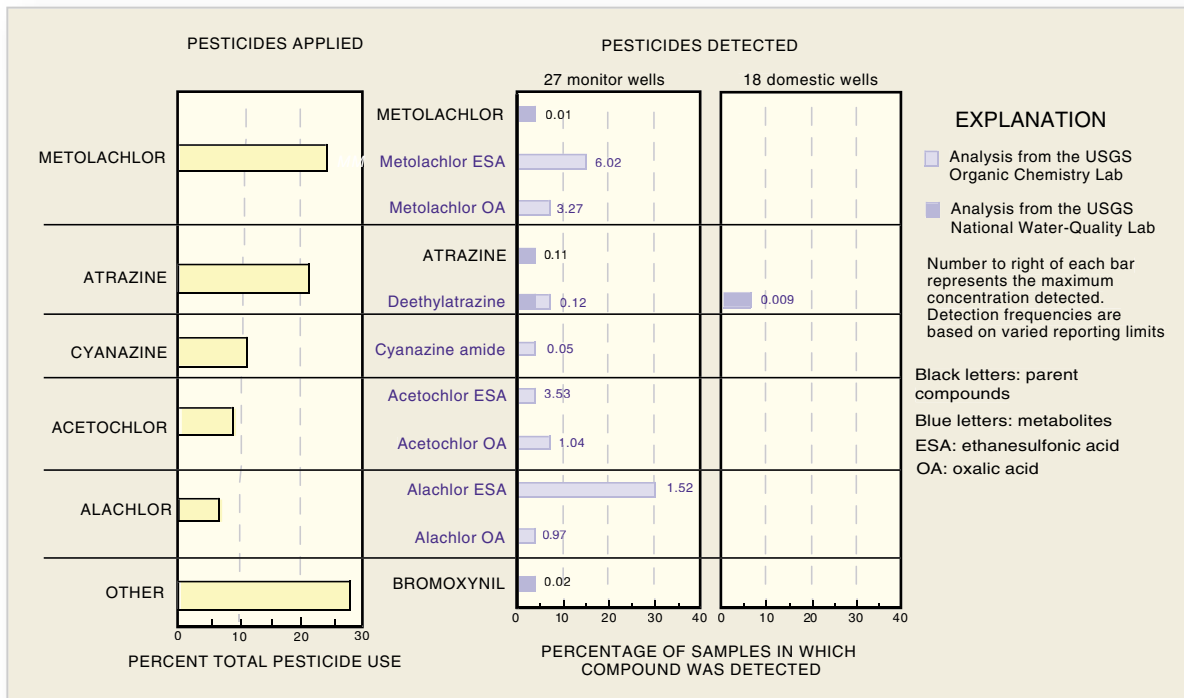 PESTICIDES APPLIED
METOLACHLOR
ATRAZINE
CYANAZINE
ACETOCHLOR
ALACHLOR
OTHER
0 10 20 30
PERCENT TOTAL PESTICIDE USE
PESTICIDES DETECTED
27 monitor wells
18 domestic wells
METOLACHLOR 0.01
Metolachlor ESA 6.02
Metolachlor OA 3.27
ATRAZINE 0.11
Deethylatrazine 0.12 0.009
Cyanazine amide 0.05
Acetochlor ESA 3.53
Acetochlor OA 1.04
Alachlor ESA 1.52
Alachlor OA 0.97
BROMOXYNIL 0.02
0 10 20 30 40 0 10 20 30 40
PERCENTAGE OF SAMPLES IN WHICH
COMPOUND WAS DETECTED
EXPLANATION
Analysis from the USGS
Organic Chemistry Lab
Analysis from the USGS
National Water-Quality Lab
Number to right of each bar
represents the maximum
concentration detected.
Detection frequencies are
based on varied reporting limits
Black letters: parent
compounds
Blue letters: metabolites
ESA: ethanesulfonic acid
OA: oxalic acid